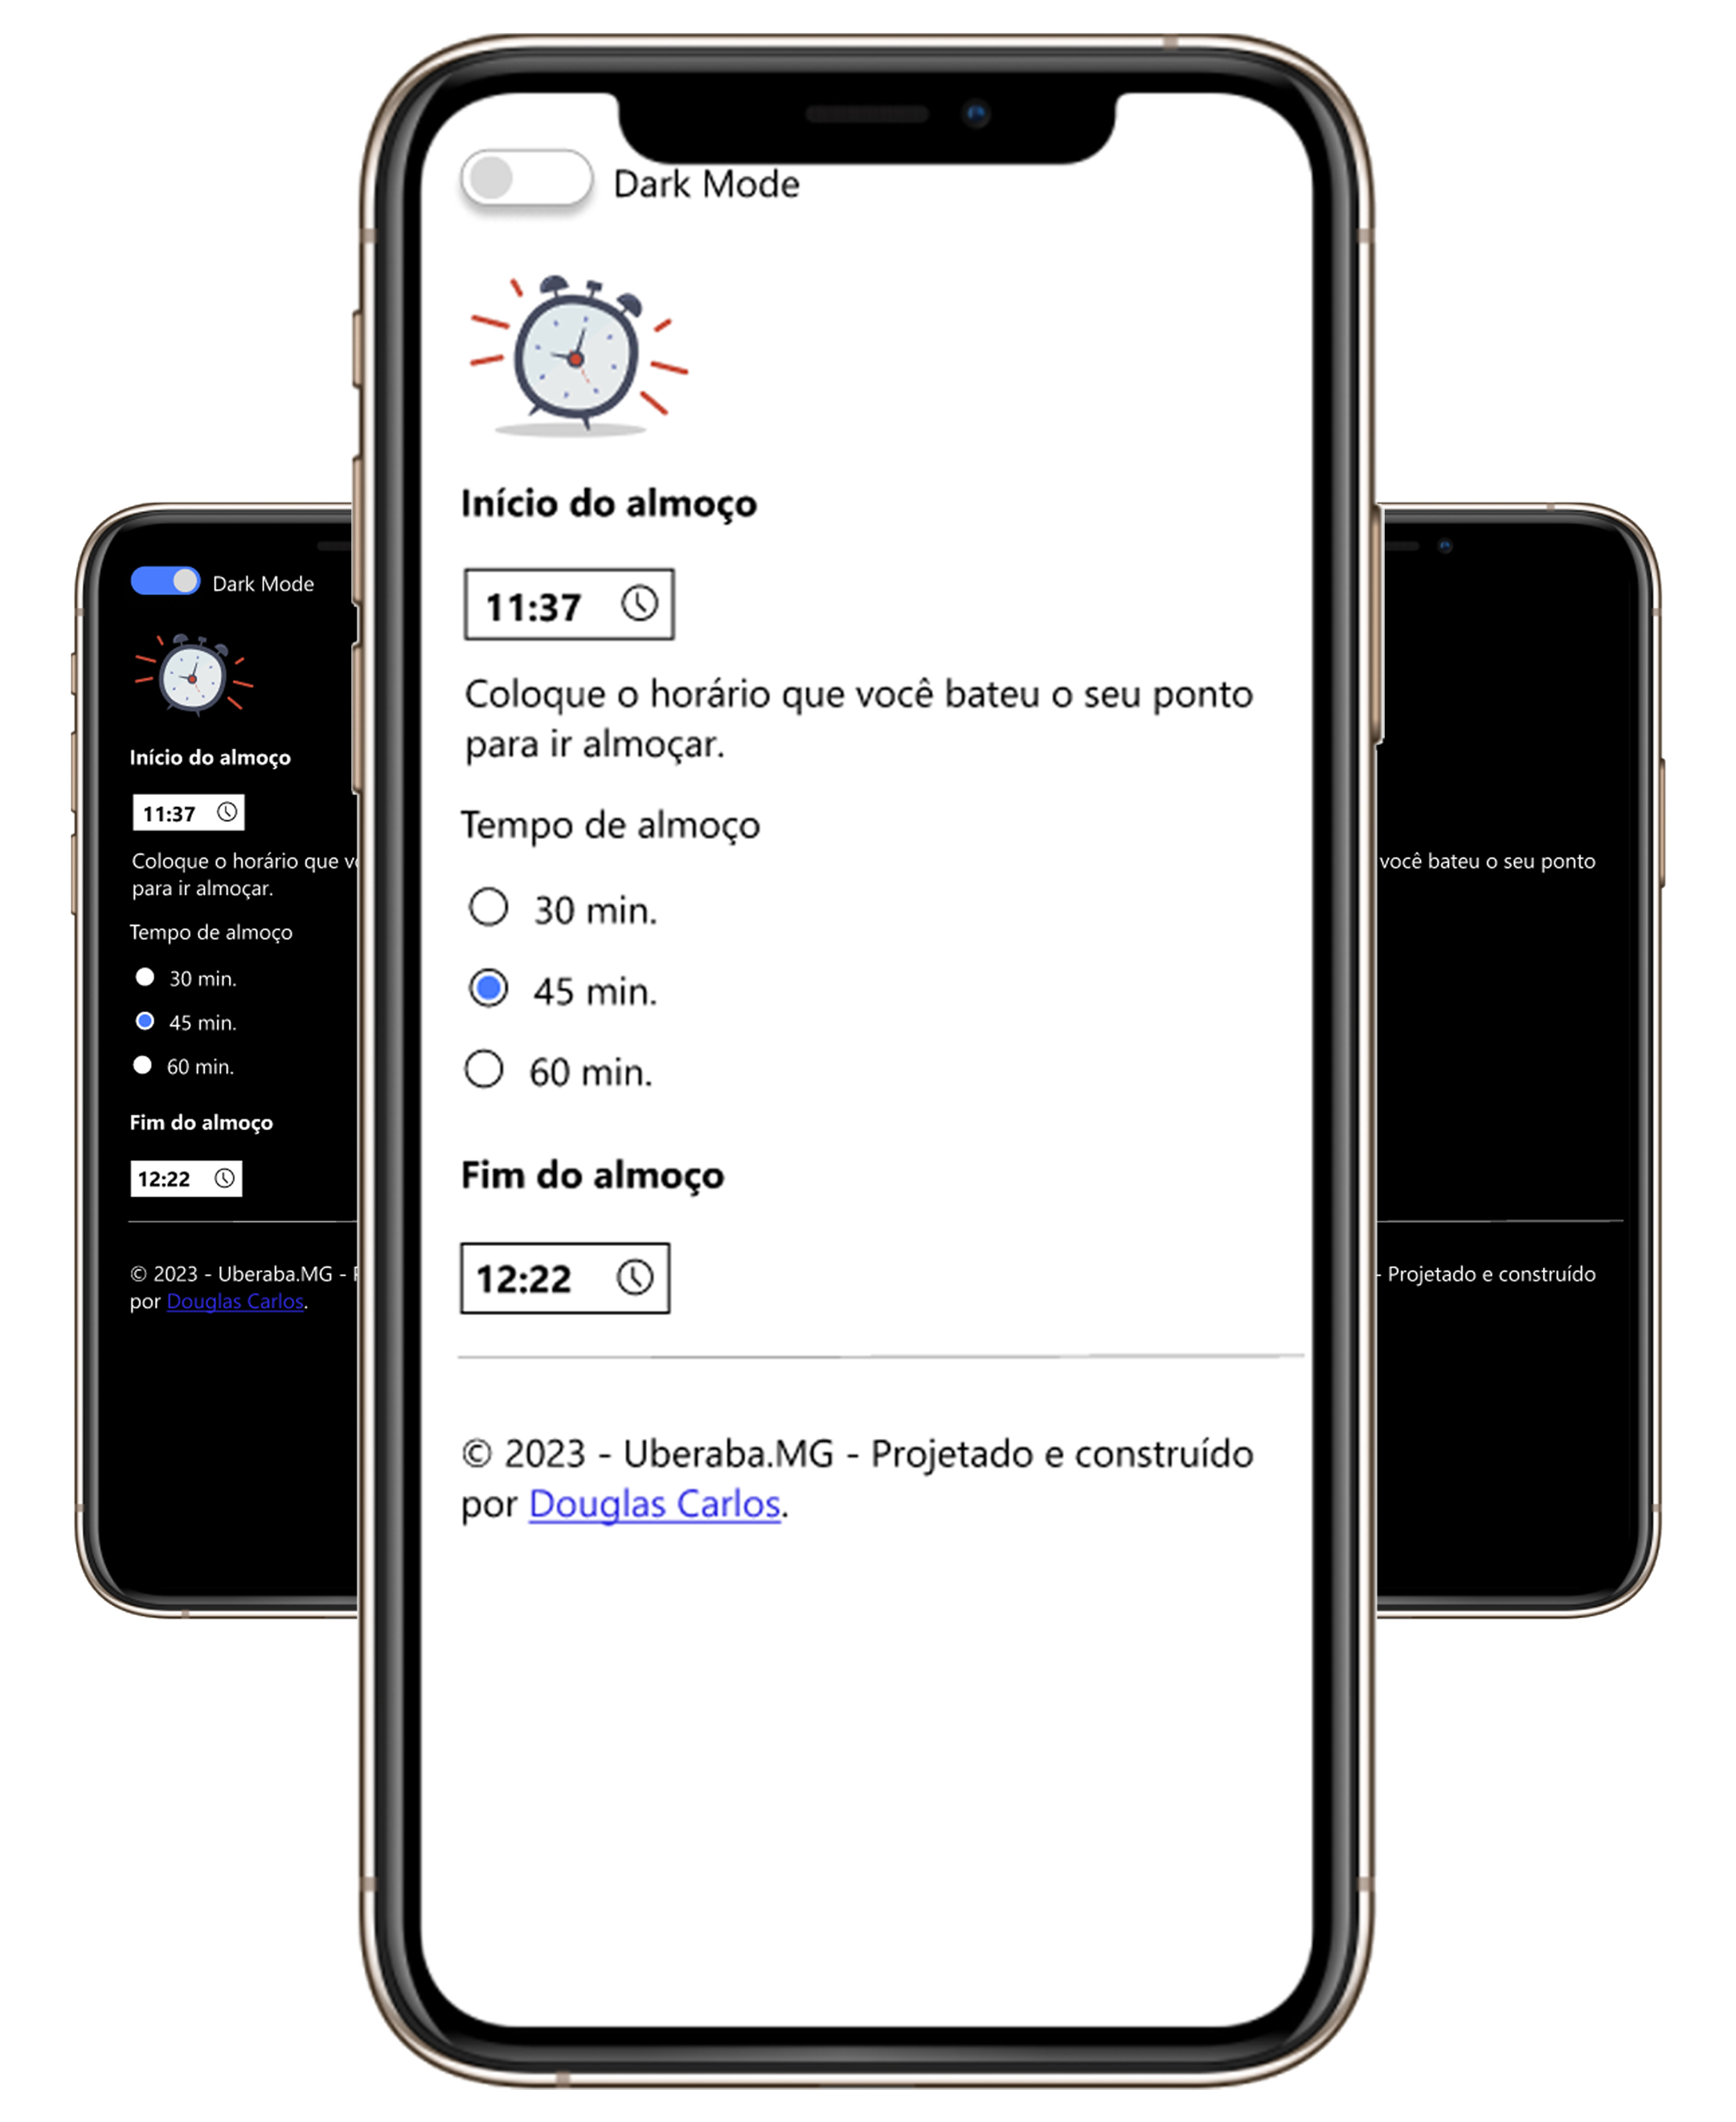 Dark Mode
Início do almoço
11:37
Coloque o horário que você bateu o seu ponto
para ir almoçar.
Tempo de almoço
30 min.
45 min.
60 min.
Fim do almoço
12:22
© 2023 - Uberaba.MG - Projetado e construído
por Douglas Carlos.
Dark Mode
Início do almoço
11:37
Coloque o horário que
para ir almoçar.
Tempo de almoço
30 min.
45 min.
60 min.
Fim do almoço
12:22
© 2023 - Uberaba.MG -
por Douglas Carlos.
você bateu o seu ponto
- Projetado e construído